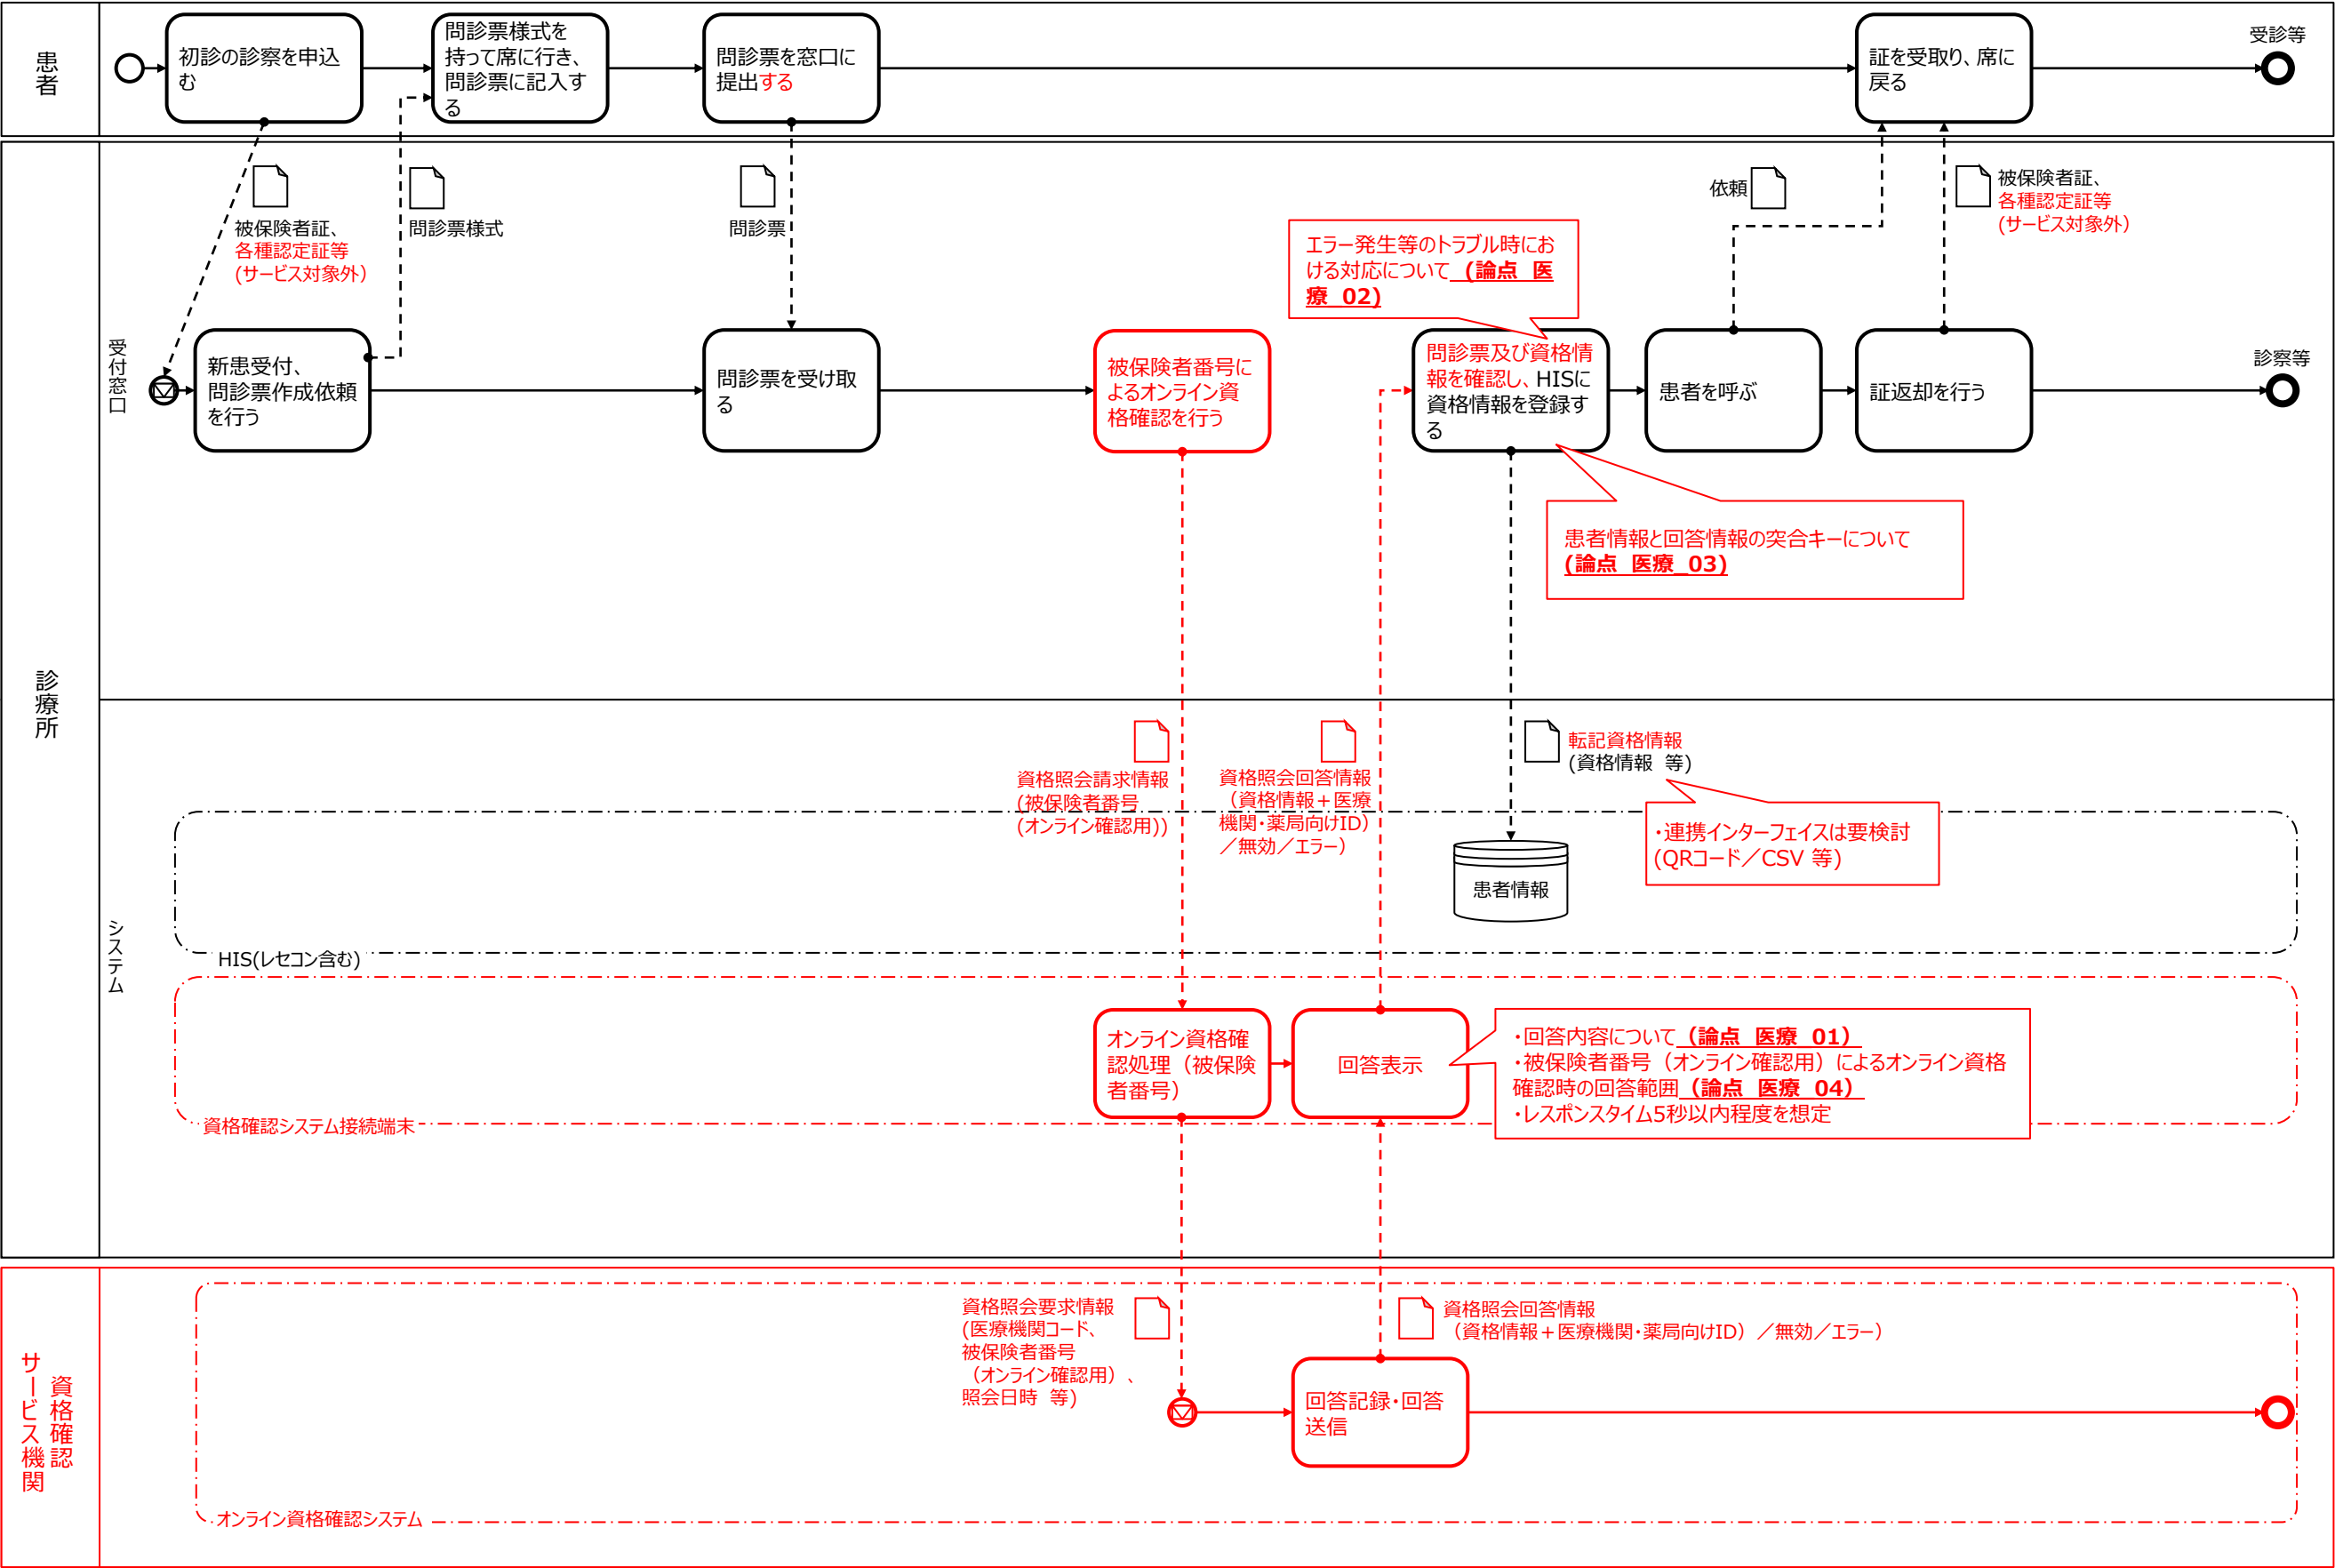 患者
初診の診察を申込
む
問診票様式を
持って席に行き、
問診票に記入す
る
問診票を窓口に
提出する
証を受取り、席に
戻る
受診等
被保険者証、
各種認定証等
(サービス対象外)
問診票様式
問診票
依頼
被保険者証、
各種認定証等
(サービス対象外)
エラー発生等のトラブル時にお
ける対応について (論点 医
療 02)
診療所
受付窓口
新患受付、
問診票作成依頼
を行う
問診票を受け取
る
被保険者番号に
よるオンライン資
格確認を行う
問診票及び資格情
報を確認し、HISに
資格情報を登録す
る
患者を呼ぶ
証返却を行う
診察等
患者情報と回答情報の突合キーについて
(論点 医療_03)
システム
資格照会請求情報
(被保険者番号
(オンライン確認用))
資格照会回答情報
（資格情報＋医療
機関・薬局向けID）
／無効／エラー）
転記資格情報
(資格情報 等)
・連携インターフェイスは要検討
(QRコード／CSV 等)
患者情報
HIS(レセコン含む)
オンライン資格確
認処理（被保険
者番号）
回答表示
・回答内容について（論点 医療 01）
・被保険者番号（オンライン確認用）によるオンライン資格
確認時の回答範囲（論点 医療 04）
・レスポンスタイム5秒以内程度を想定
資格確認システム接続端末
資格確認
サービス機関
資格照会要求情報
(医療機関コード、
被保険者番号
（オンライン確認用）、
照会日時 等)
資格照会回答情報
（資格情報＋医療機関・薬局向けID）／無効／エラー）
回答記録・回答
送信
オンライン資格確認システム